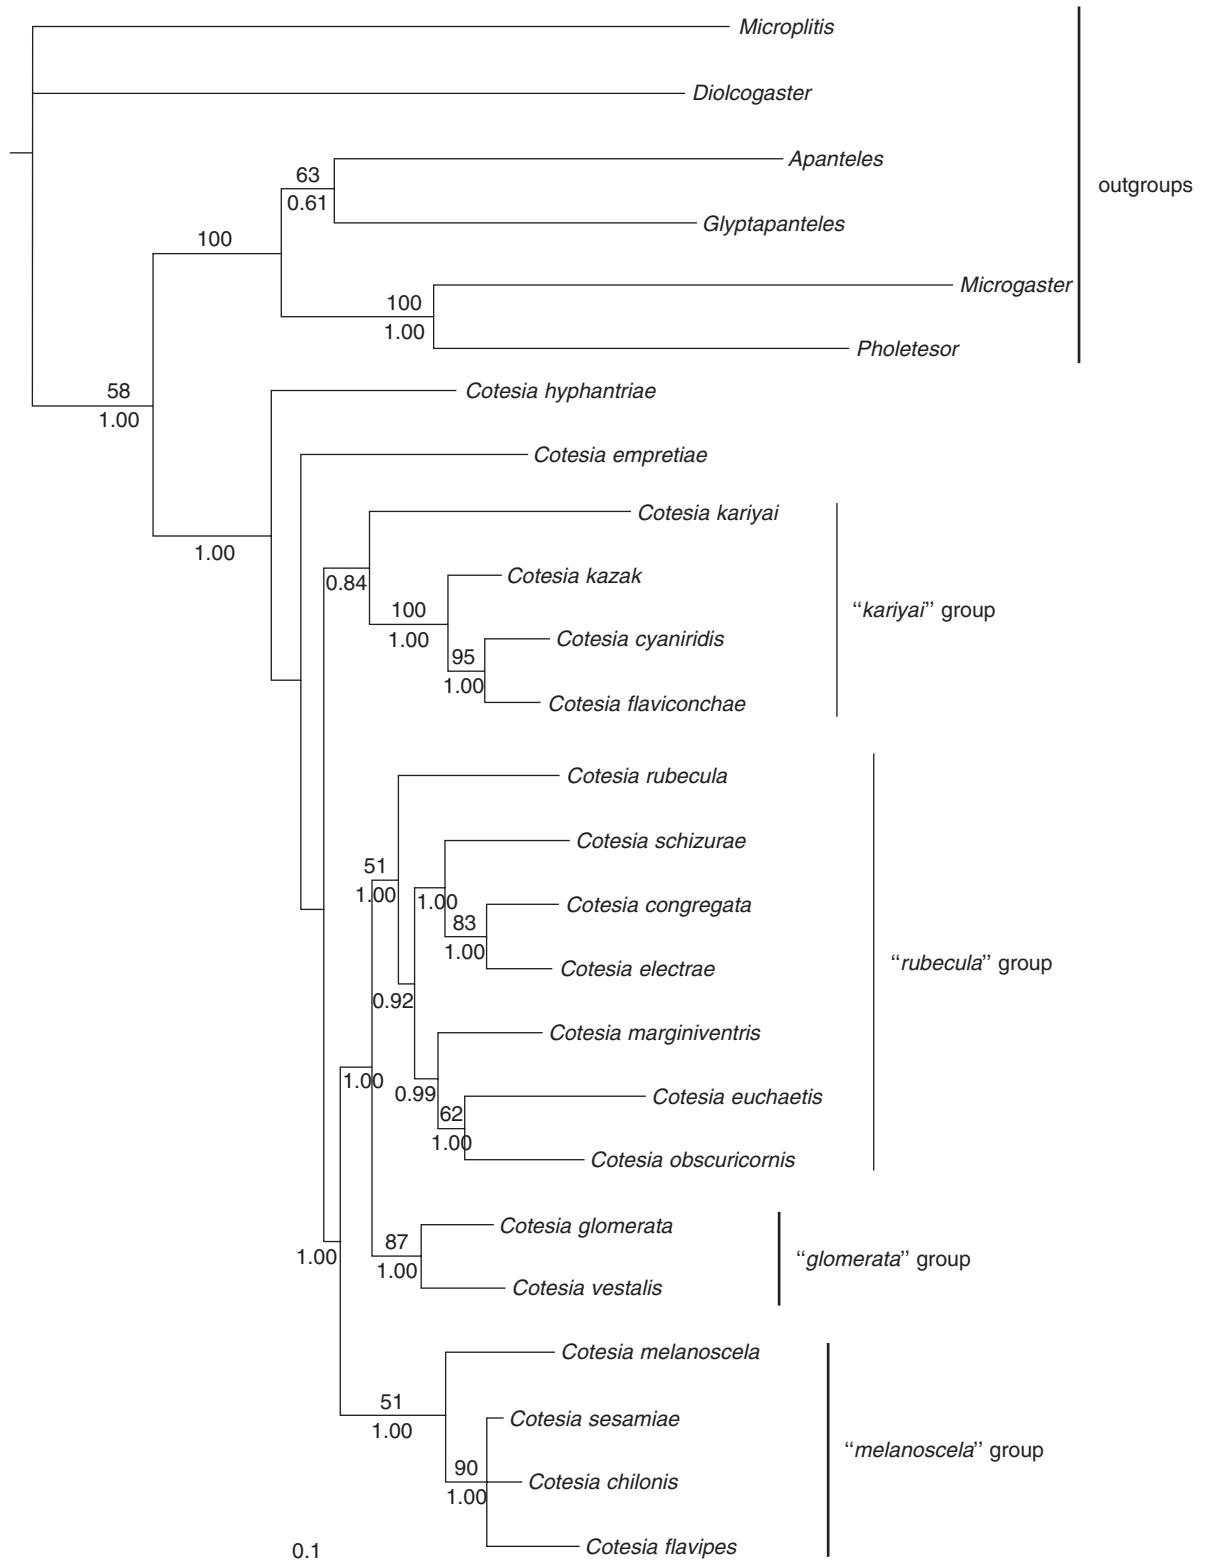 Microplitis
Diolcogaster
Apanteles
63
outgroups
0.61
Glyptapanteles
100
Microgaster
100
1.00
Pholetesor
58
Cotesia hyphantriae
1.00
Cotesia empretiae
Cotesia kariyai
1.00
Cotesia kazak
0.84
100
“kariyai” group
1.00
Cotesia cyaniridis
95
1.00
Cotesia flaviconchae
Cotesia rubecula
Cotesia schizurae
51
1.00
1.00
Cotesia congregata
83
1.00
“rubecula” group
Cotesia electrae
0.92
Cotesia marginiventris
1.00
0.99
Cotesia euchaetis
62
1.00
Cotesia obscuricornis
Cotesia glomerata
87
1.00
“glomerata” group
1.00
Cotesia vestalis
Cotesia melanoscela
51
Cotesia sesamiae
1.00
“melanoscela” group
90
Cotesia chilonis
1.00
Cotesia flavipes
0.1